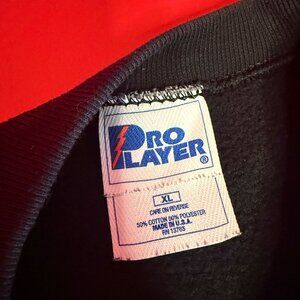 PRO
PLAYER®
XL
CARE ON REVERSE
50% COTTON 50% POLYESTER
MADE IN U.S.A.
RN 13765